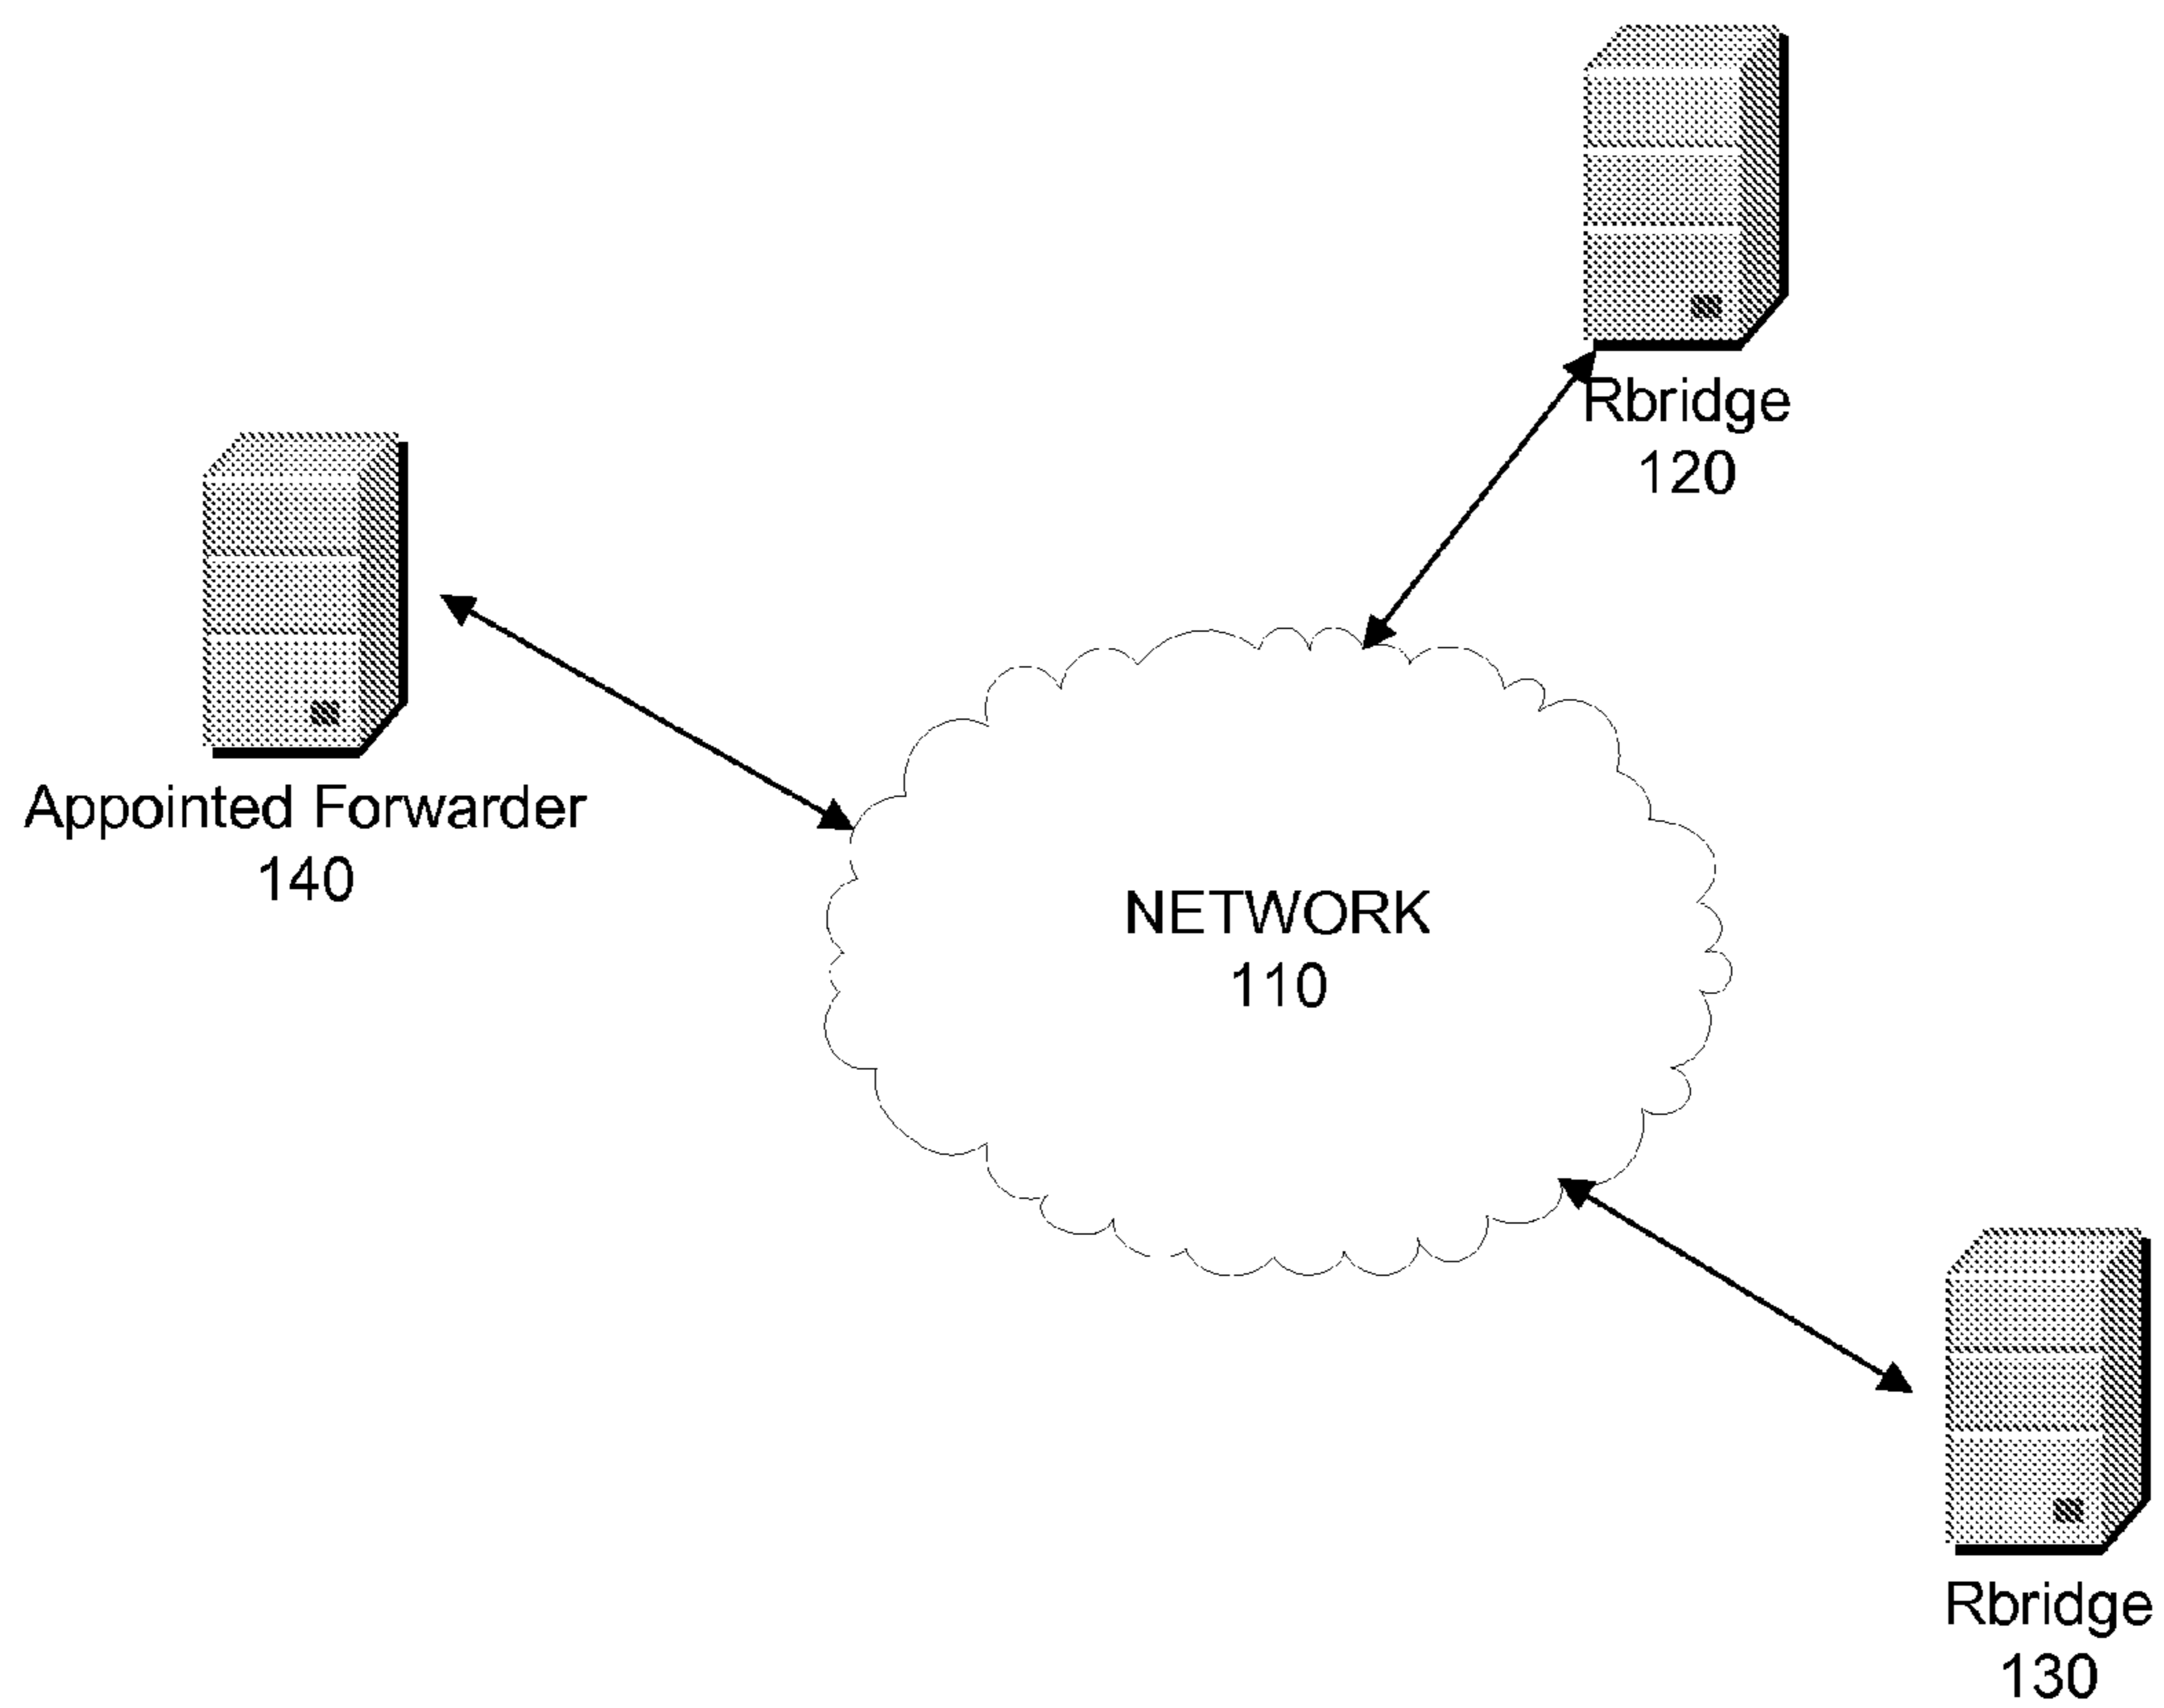 Rbridge
120
Appointed Forwarder
140
NETWORK
110
Rbridge
130